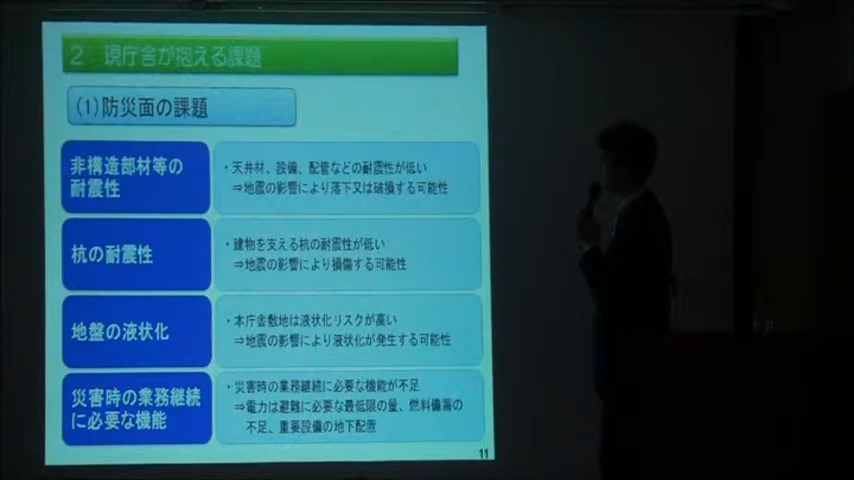 2 現庁舎が抱える課題
(1)防災面の課題
非構造部材等の
耐震性
・天井材、設備、配管などの耐震性が低い
⇒地震の影響により落下又は破損する可能性
杭の耐震性
・建物を支える杭の耐震性が低い
⇒地震の影響により損傷する可能性
地盤の液状化
・本庁舎敷地は液状化リスクが高い
⇒地震の影響により液状化が発生する可能性
災害時の業務継続
に必要な機能
・災害時の業務継続に必要な機能が不足
⇒電力は避難に必要な最低限の量、燃料備蓄の
不足、重要設備の地下配置
11